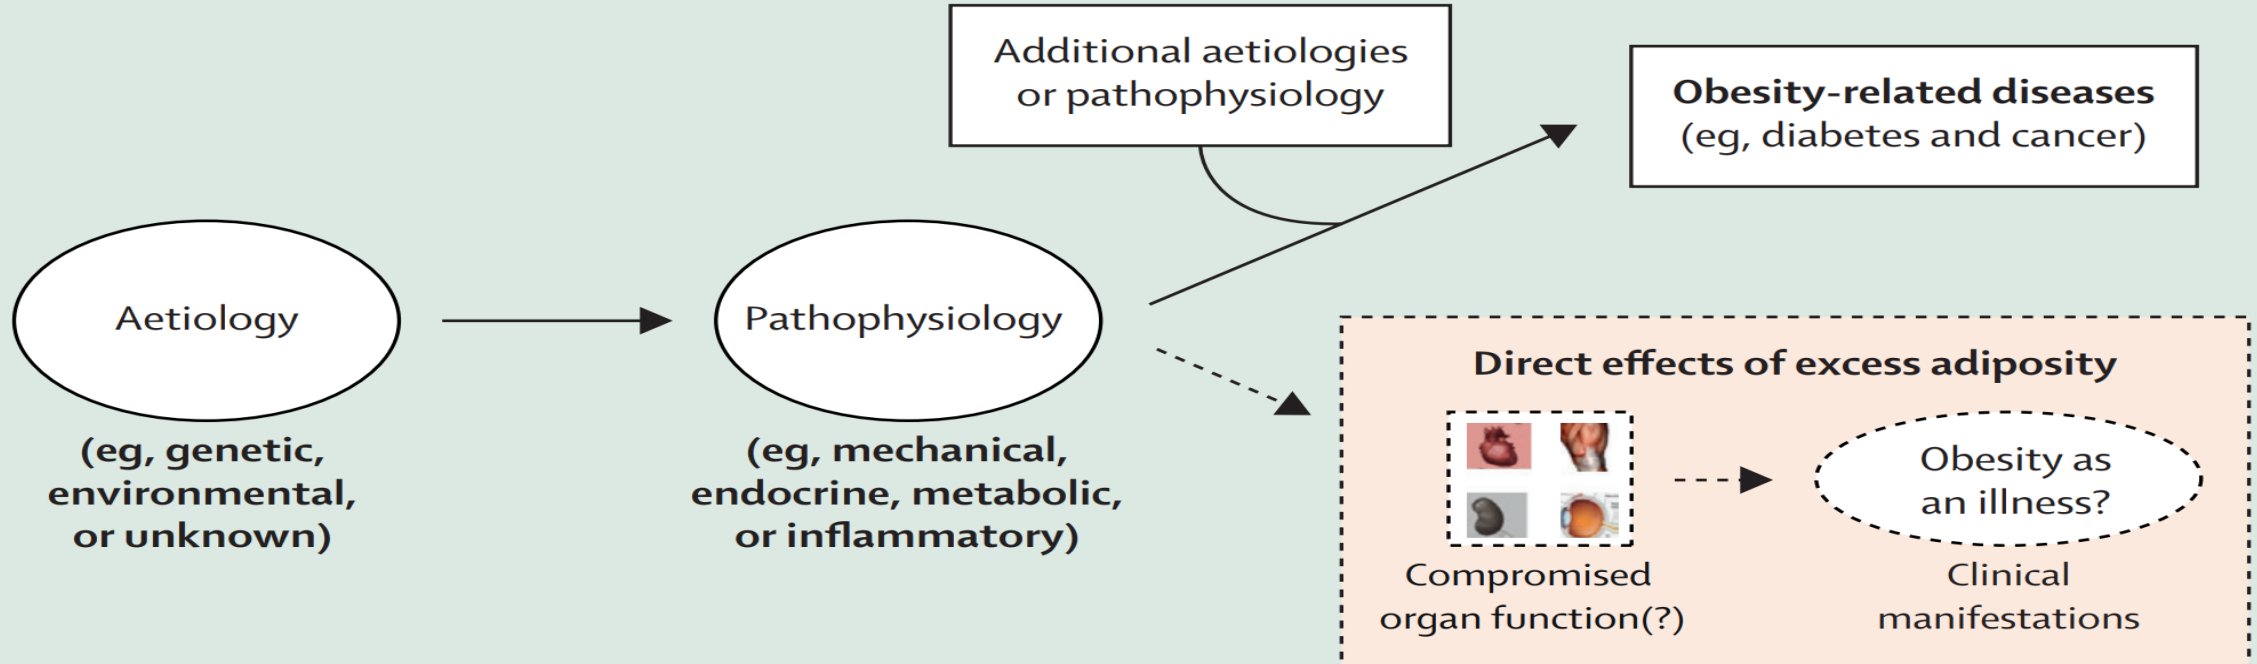 Additional aetiologies
or pathophysiology
Obesity-related diseases
(eg, diabetes and cancer)
Aetiology
(eg, genetic,
environmental,
or unknown)
Pathophysiology
(eg, mechanical,
endocrine, metabolic,
or inflammatory)
Direct effects of excess adiposity
Compromised
organ function(?)
Obesity as
an illness?
Clinical
manifestations